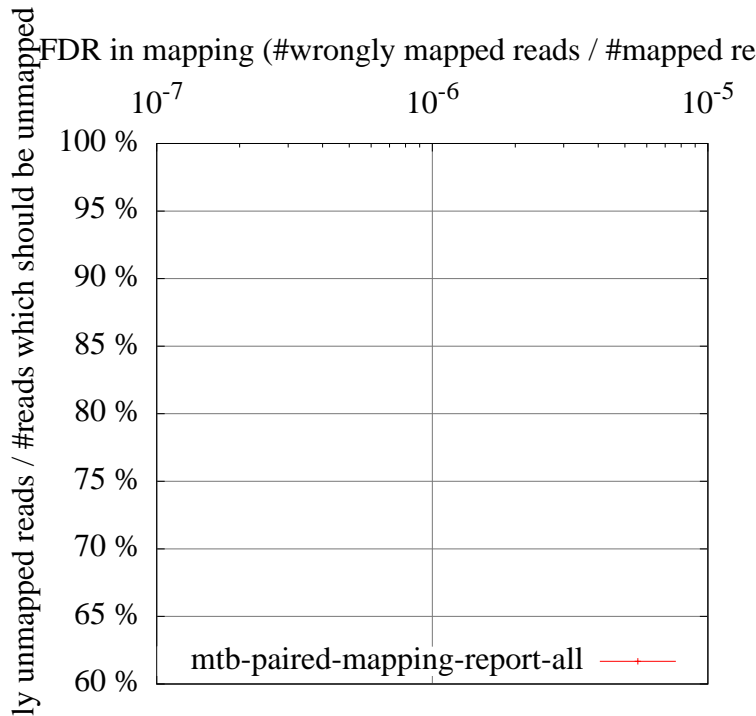 FDR in mapping (#wrongly mapped reads / #mapped re
10-7 10-6 10-5
ly unmapped reads / #reads which should be unmapped
100 %
95 %
90 %
85 %
80 %
75 %
70 %
65 %
60 %
mtb-paired-mapping-report-all